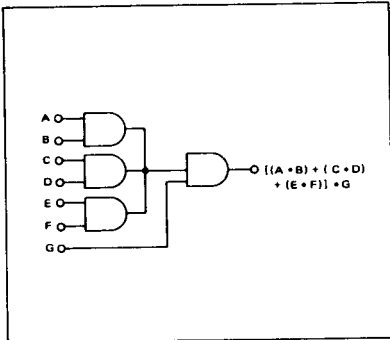 A
B
C
D
E
F
G
[(A • B) + (C • D)
+ (E • F)] • G